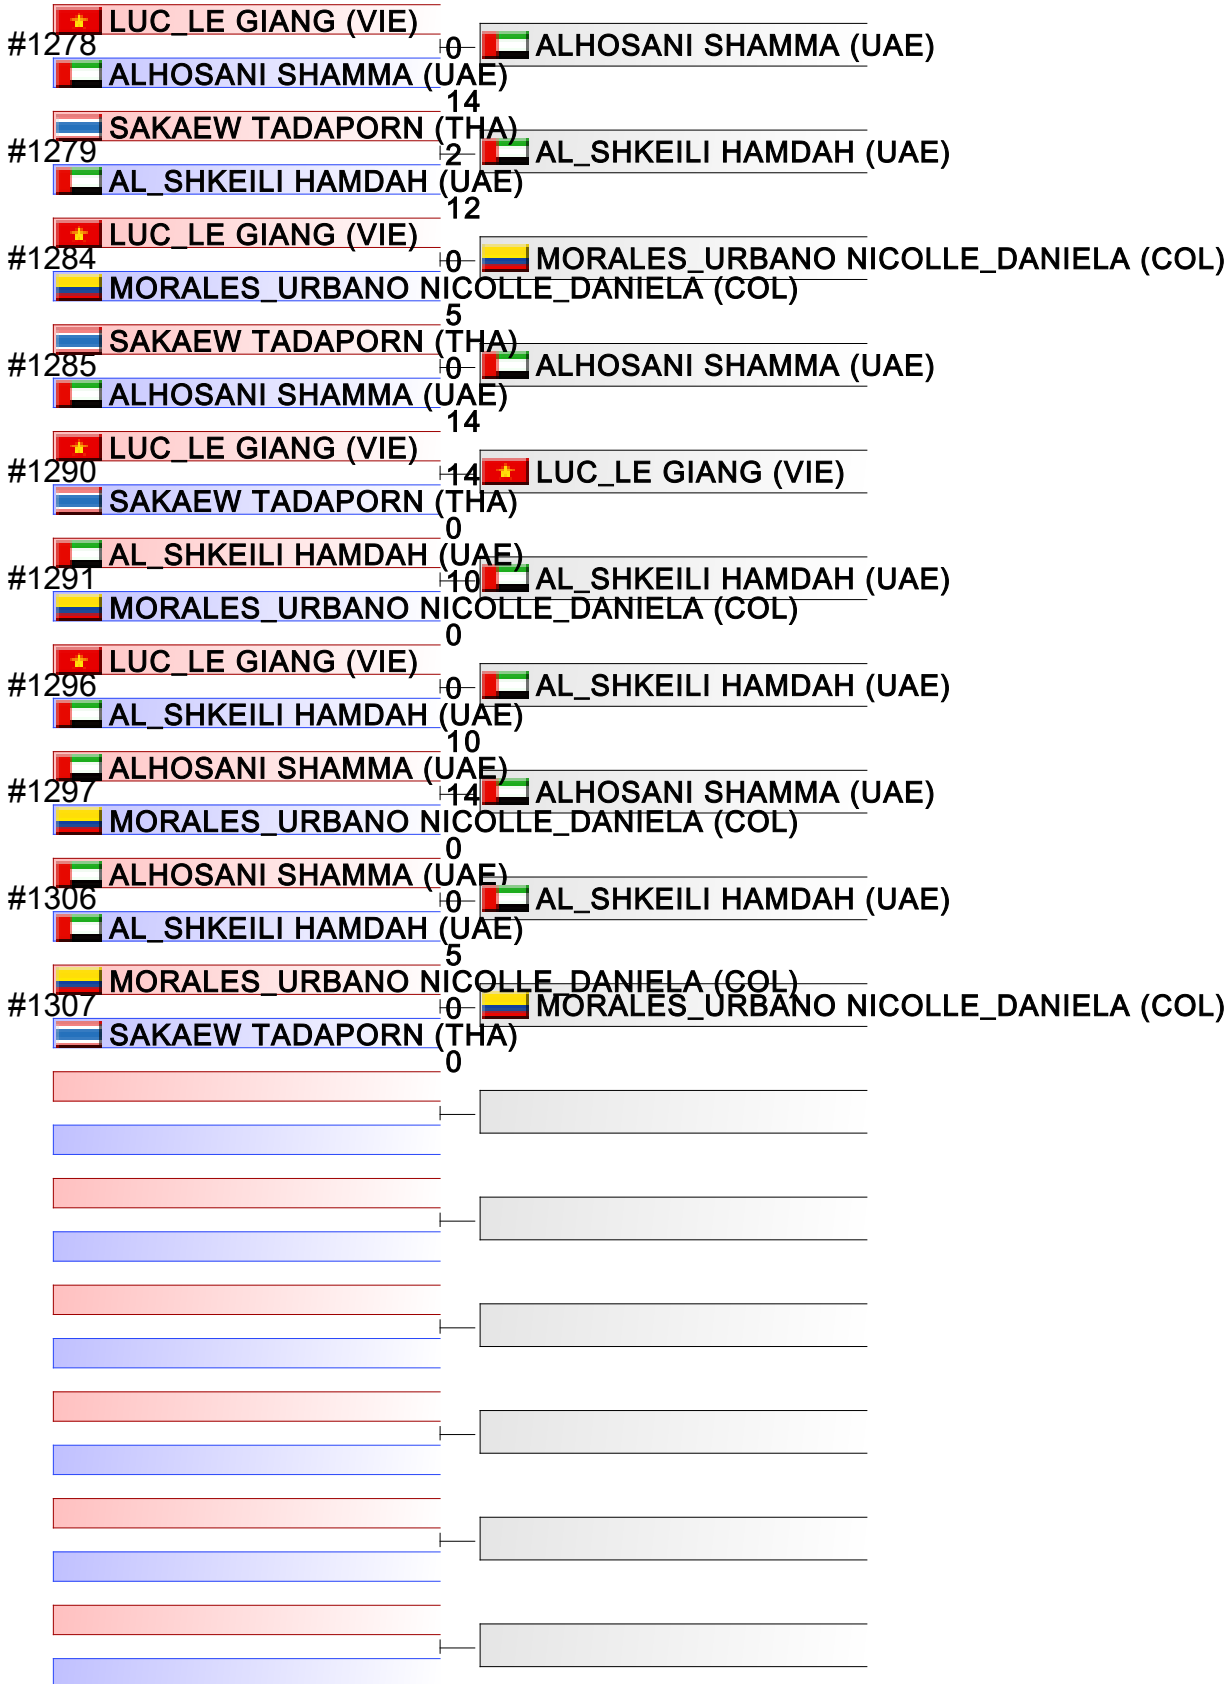 LUC_LE GIANG (VIE)
#1278
0
ALHOSANI SHAMMA (UAE)
ALHOSANI SHAMMA (UAE)
14
SAKAEW TADAPORN (THA)
#1279
2
AL_SHKEILI HAMDAH (UAE)
AL_SHKEILI HAMDAH (UAE)
12
LUC_LE GIANG (VIE)
#1284
0
MORALES_URBANO NICOLLE_DANIELA (COL)
MORALES_URBANO NICOLLE_DANIELA (COL)
5
SAKAEW TADAPORN (THA)
#1285
0
ALHOSANI SHAMMA (UAE)
ALHOSANI SHAMMA (UAE)
14
LUC_LE GIANG (VIE)
#1290
14
LUC_LE GIANG (VIE)
SAKAEW TADAPORN (THA)
0
AL_SHKEILI HAMDAH (UAE)
#1291
10
AL_SHKEILI HAMDAH (UAE)
MORALES_URBANO NICOLLE_DANIELA (COL)
0
LUC_LE GIANG (VIE)
#1296
0
AL_SHKEILI HAMDAH (UAE)
AL_SHKEILI HAMDAH (UAE)
10
ALHOSANI SHAMMA (UAE)
#1297
14
ALHOSANI SHAMMA (UAE)
MORALES_URBANO NICOLLE_DANIELA (COL)
0
ALHOSANI SHAMMA (UAE)
#1306
0
AL_SHKEILI HAMDAH (UAE)
AL_SHKEILI HAMDAH (UAE)
5
MORALES_URBANO NICOLLE_DANIELA (COL)
#1307
0
MORALES_URBANO NICOLLE_DANIELA (COL)
SAKAEW TADAPORN (THA)
0